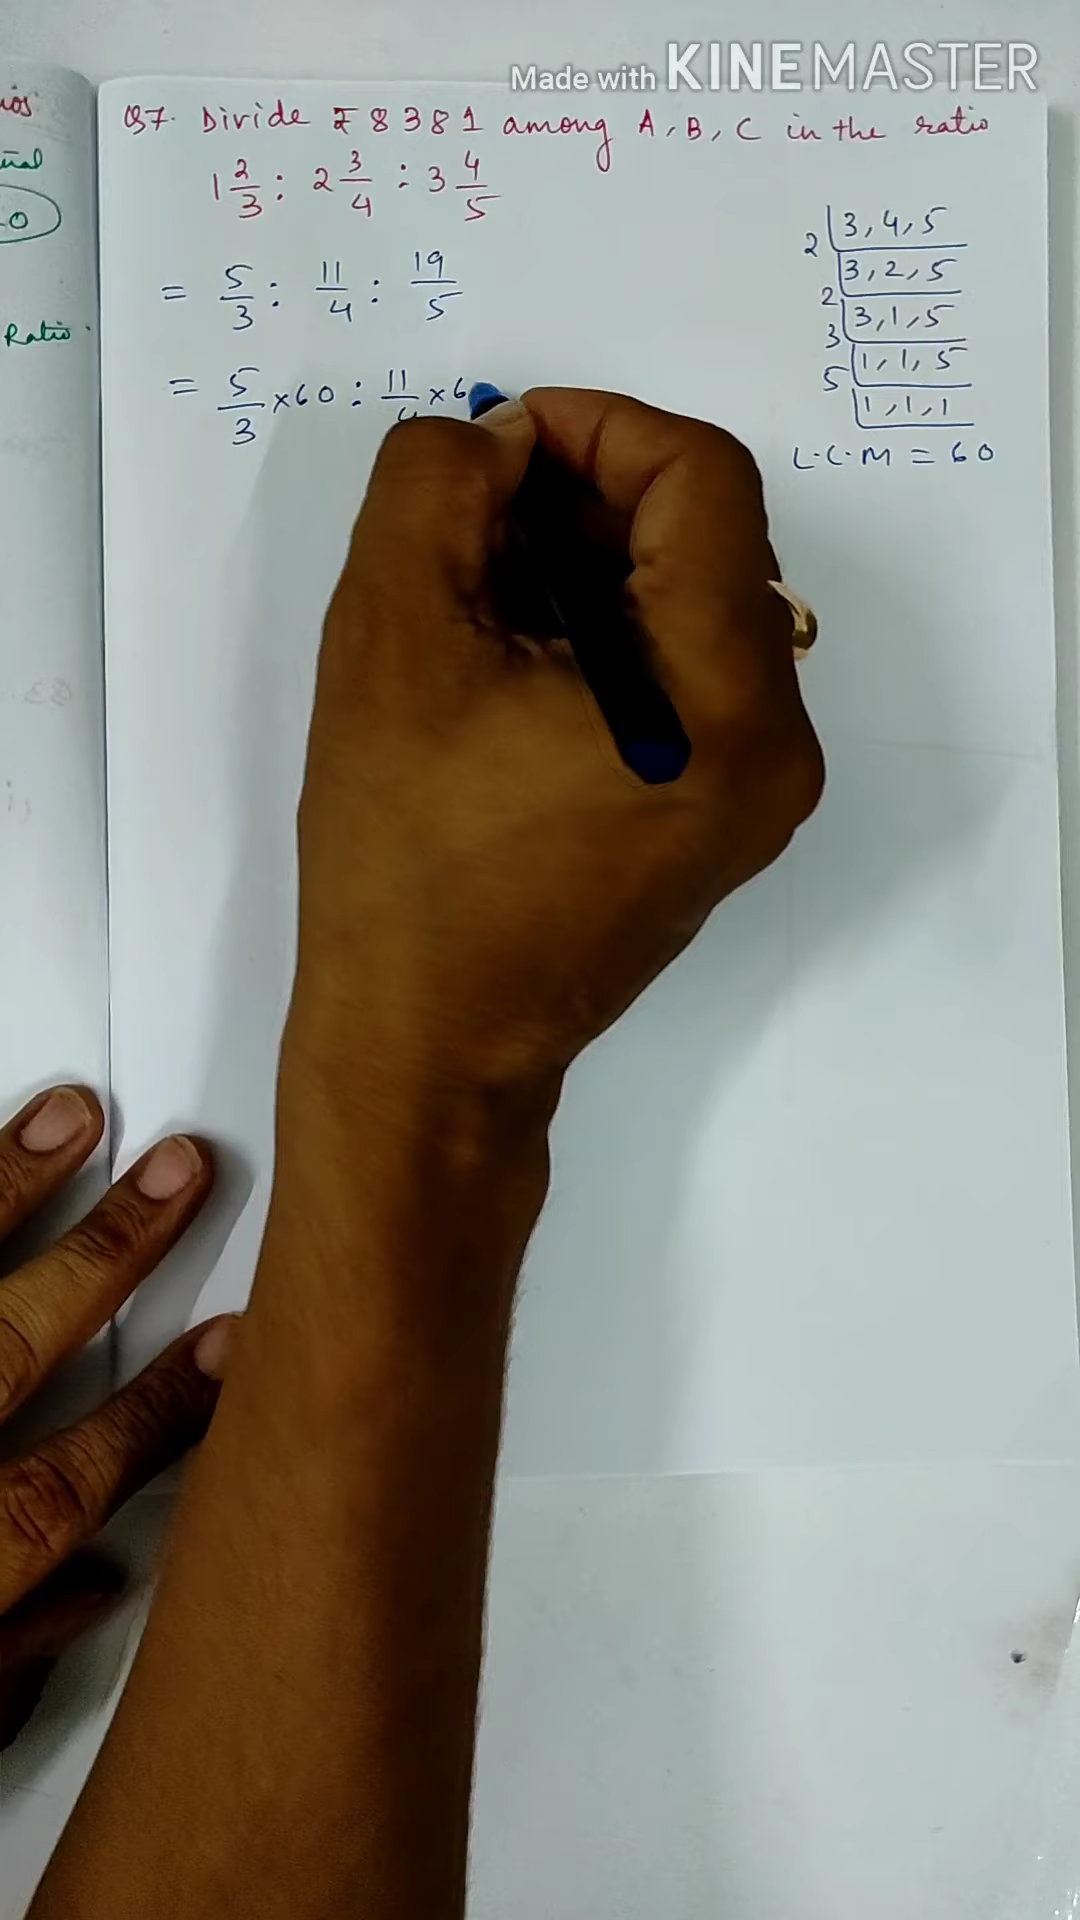 Made with KINEMASTER
Q7. Divide ₹ 8381 among A, B, C in the ratio
1 2/3 : 2 3/4 : 3 4/5
= 5/3 : 11/4 : 19/5
= 5/3 × 60 : 11/4 × 6
2 | 3, 4, 5
2 | 3, 2, 5
3 | 3, 1, 5
5 | 1, 1, 5
1, 1, 1
L.C.M = 60
Ratio.